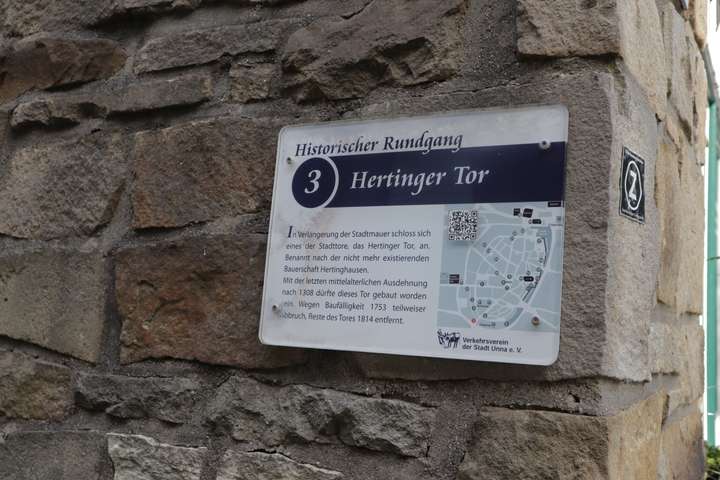 Historischer Rundgang
3 Hertinger Tor
In Verlängerung der Stadtmauer schloss sich
eines der Stadttore, das Hertinger Tor, an.
Benannt nach der nicht mehr existierenden
Bauerschaft Hertinghausen.
Mit der letzten mittelalterlichen Ausdehnung
nach 1308 dürfte dieses Tor gebaut worden
sein. Wegen Baufälligkeit 1753 teilweiser
Abbruch, Reste des Tores 1814 entfernt.
Verkehrsverein
der Stadt Unna e. V.
Z